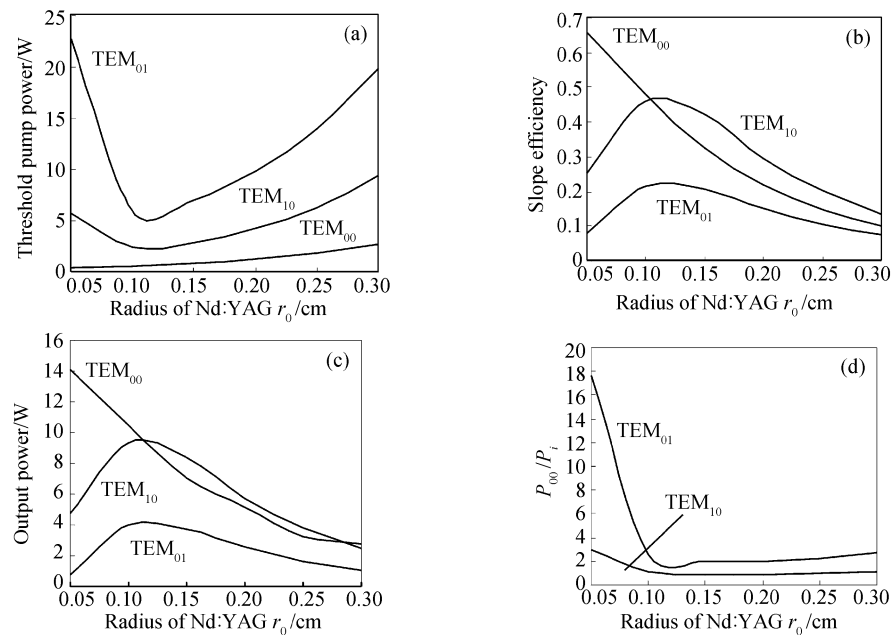 (a)
Threshold pump power/W
25
20
15
10
5
0
TEM₀₁
TEM₁₀
TEM₀₀
0.05 0.10 0.15 0.20 0.25 0.30
Radius of Nd:YAG r₀/cm
(b)
Slope efficiency
0.7
0.6
0.5
0.4
0.3
0.2
0.1
0
TEM₀₀
TEM₁₀
TEM₀₁
0.05 0.10 0.15 0.20 0.25 0.30
Radius of Nd:YAG r₀/cm
(c)
Output power/W
16
14
12
10
8
6
4
2
0
TEM₀₀
TEM₁₀
TEM₀₁
0.05 0.10 0.15 0.20 0.25 0.30
Radius of Nd:YAG r₀/cm
(d)
P₀₀/Pᵢ
20
18
16
14
12
10
8
6
4
2
0
TEM₀₁
TEM₁₀
0.05 0.10 0.15 0.20 0.25 0.30
Radius of Nd:YAG r₀/cm